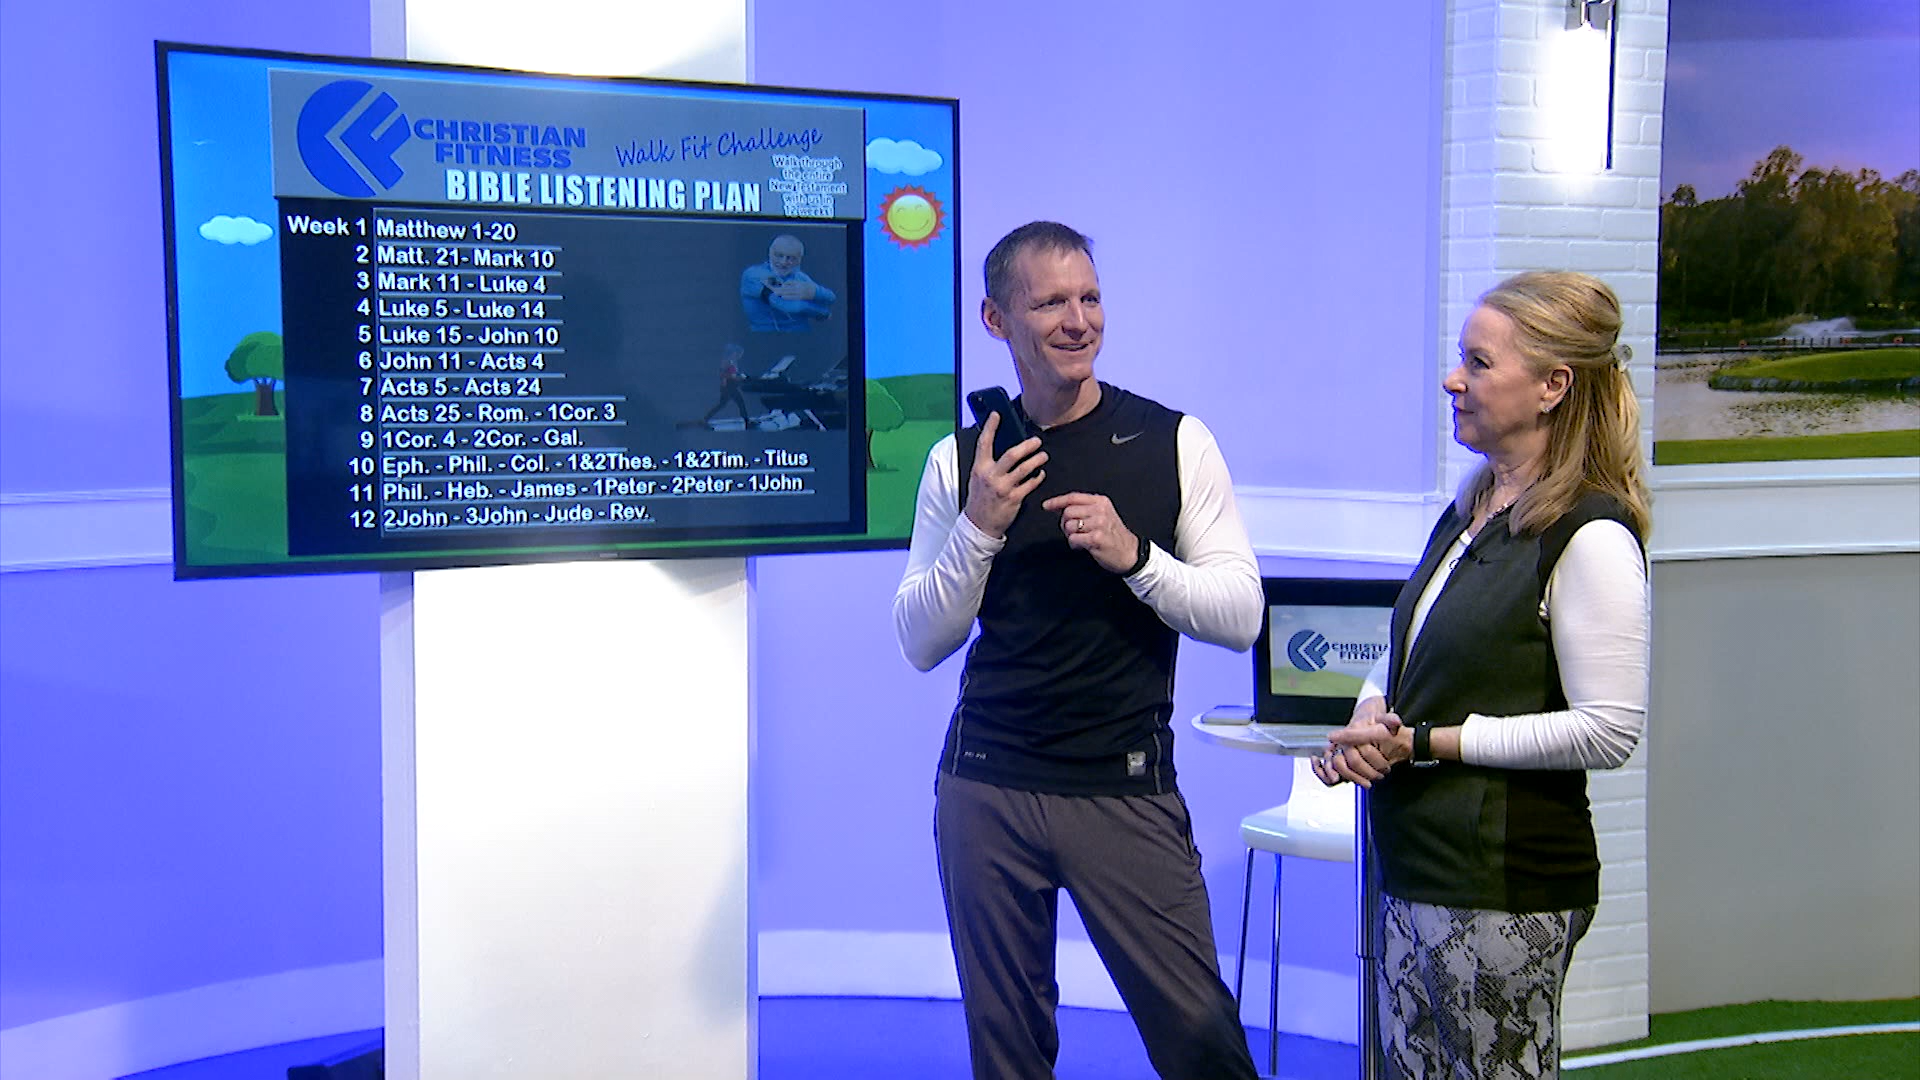 CHRISTIAN
FITNESS
Walk Fit Challenge
BIBLE LISTENING PLAN
Walk through
the entire
New Testament
with us in
12 weeks!
Week 1 Matthew 1-20
2 Matt. 21- Mark 10
3 Mark 11 - Luke 4
4 Luke 5 - Luke 14
5 Luke 15 - John 10
6 John 11 - Acts 4
7 Acts 5 - Acts 24
8 Acts 25 - Rom. - 1Cor. 3
9 1Cor. 4 - 2Cor. - Gal.
10 Eph. - Phil. - Col. - 1&2Thes. - 1&2Tim. - Titus
11 Phil. - Heb. - James - 1Peter - 2Peter - 1John
12 2John - 3John - Jude - Rev.
CHRISTIA
FITNE